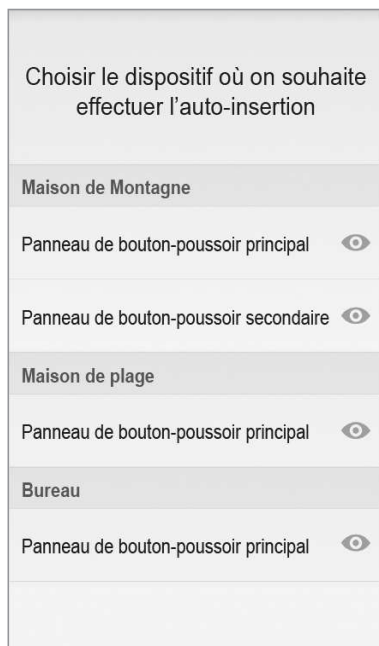 Choisir le dispositif où on souhaite
effectuer l'auto-insertion
Maison de Montagne
Panneau de bouton-poussoir principal
Panneau de bouton-poussoir secondaire
Maison de plage
Panneau de bouton-poussoir principal
Bureau
Panneau de bouton-poussoir principal